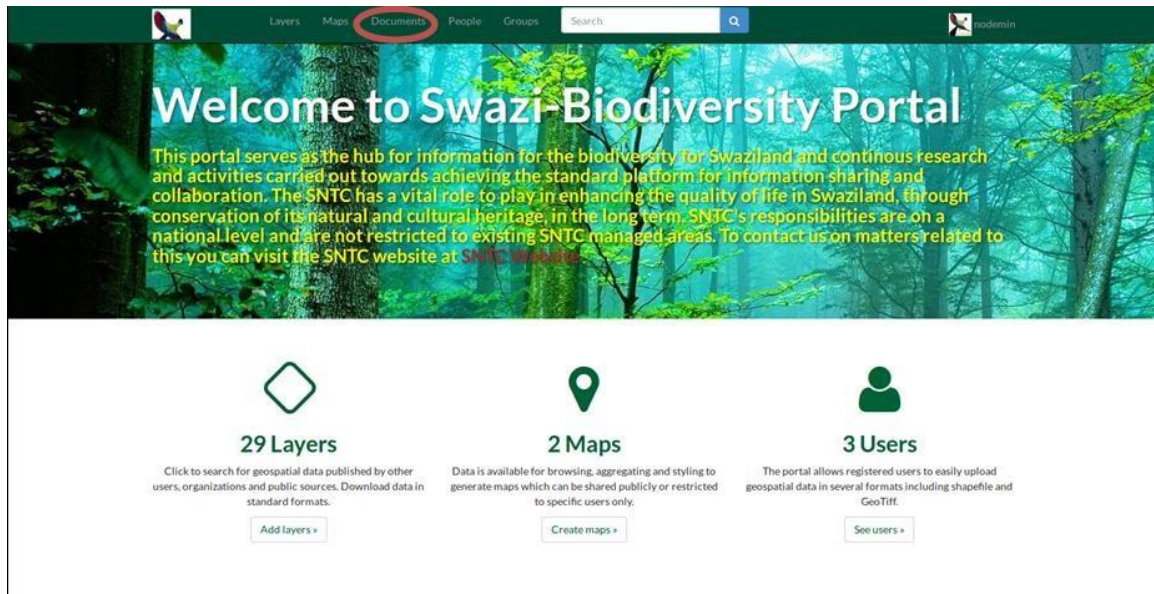 Layers Maps Documents People Groups Search nodemin
Welcome to Swazi-Biodiversity Portal
This portal serves as the hub for information for the biodiversity for Swaziland and continous research
and activities carried out towards achieving the standard platform for information sharing and
collaboration. The SNTC has a vital role to play in enhancing the quality of life in Swaziland, through
conservation of its natural and cultural heritage, in the long term. SNTC's responsibilities are on a
national level and are not restricted to existing SNTC managed areas. To contact us on matters related to
this you can visit the SNTC website at SNTC Website
29 Layers
Click to search for geospatial data published by other
users, organizations and public sources. Download data in
standard formats.
Add layers »
2 Maps
Data is available for browsing, aggregating and styling to
generate maps which can be shared publicly or restricted
to specific users only.
Create maps »
3 Users
The portal allows registered users to easily upload
geospatial data in several formats including shapefile and
GeoTiff.
See users »